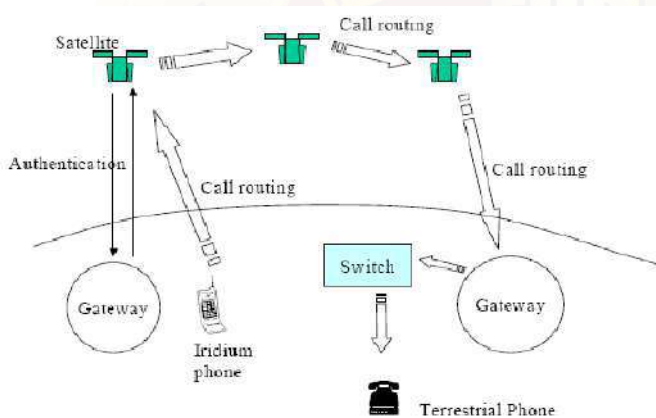 Call routing
Satellite
Authentication
Call routing
Call routing
Switch
Gateway
Gateway
Iridium
phone
Terrestrial Phone